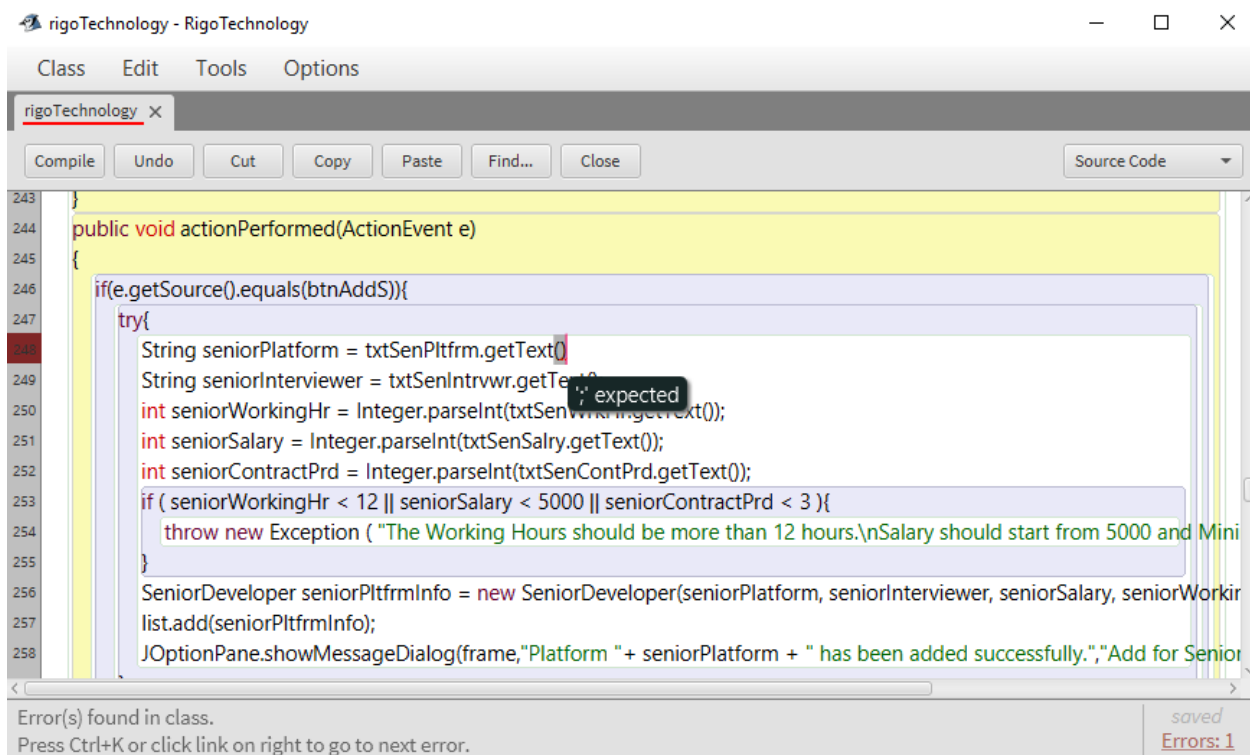 rigoTechnology - RigoTechnology
Class Edit Tools Options
rigoTechnology
Compile Undo Cut Copy Paste Find... Close Source Code
243 }
244 public void actionPerformed(ActionEvent e)
245 {
246 if(e.getSource().equals(btnAddS)){
247 try{
248 String seniorPlatform = txtSenPltfrm.getText()
249 String seniorInterviewer = txtSenIntrvwr.getText()
';' expected
250 int seniorWorkingHr = Integer.parseInt(txtSenWrkHr.getText());
251 int seniorSalary = Integer.parseInt(txtSenSalry.getText());
252 int seniorContractPrd = Integer.parseInt(txtSenContPrd.getText());
253 if ( seniorWorkingHr < 12 || seniorSalary < 5000 || seniorContractPrd < 3 ){
254 throw new Exception ( "The Working Hours should be more than 12 hours.\nSalary should start from 5000 and Mini
255 }
256 SeniorDeveloper seniorPltfrmInfo = new SeniorDeveloper(seniorPlatform, seniorInterviewer, seniorSalary, seniorWorkin
257 list.add(seniorPltfrmInfo);
258 JOptionPane.showMessageDialog(frame,"Platform "+ seniorPlatform + " has been added successfully.","Add for Senior
Error(s) found in class.
Press Ctrl+K or click link on right to go to next error.
saved
Errors: 1